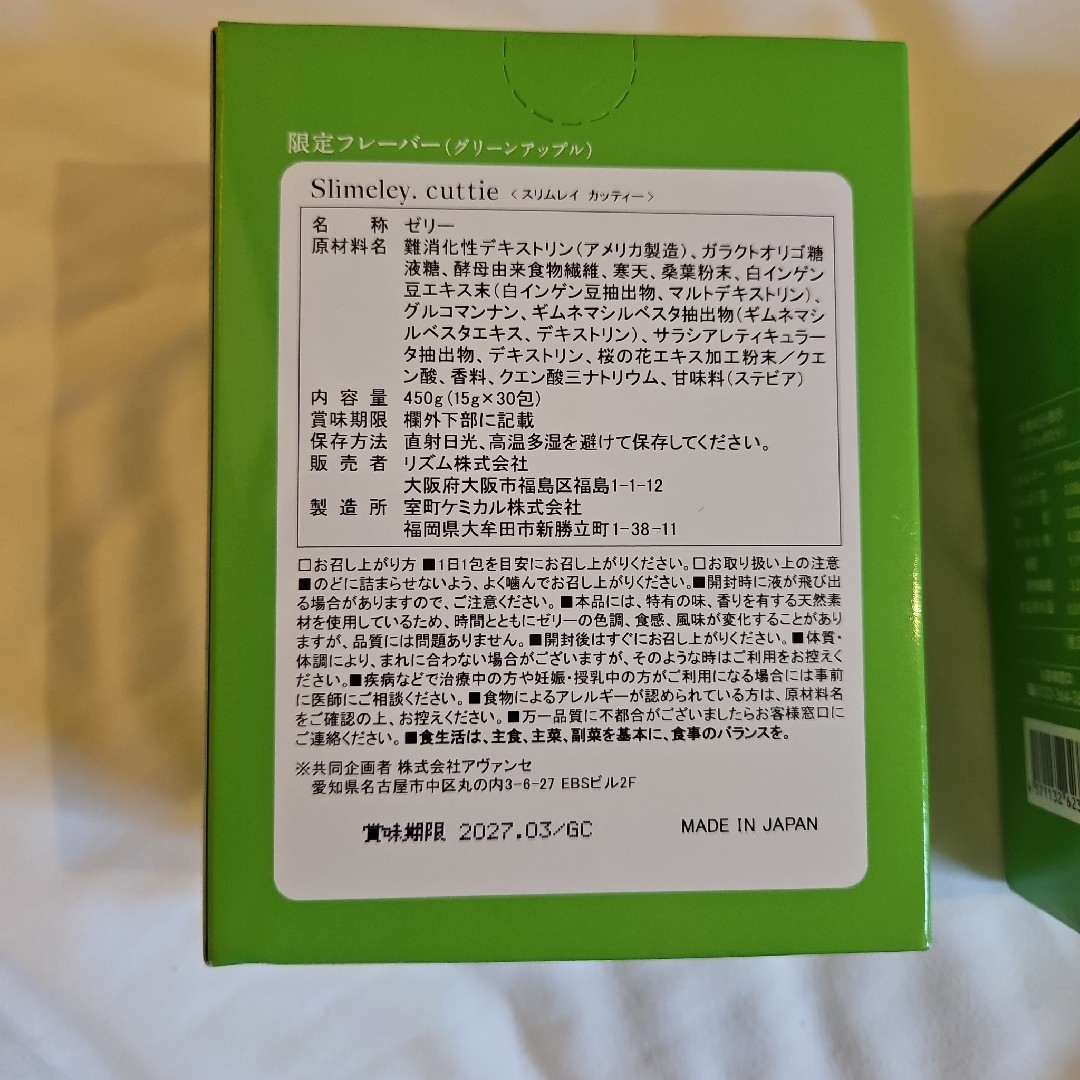 限定フレーバー(グリーンアップル)
Slimeley. cuttie <スリムレイ カッティー>
名称 ゼリー
原材料名 難消化性デキストリン(アメリカ製造)、ガラクトオリゴ糖
液糖、酵母由来食物繊維、寒天、桑葉粉末、白インゲン
豆エキス末(白インゲン豆抽出物、マルトデキストリン)、
グルコマンナン、ギムネマシルベスタ抽出物(ギムネマシ
ルベスタエキス、デキストリン)、サラシアレティキュラー
タ抽出物、デキストリン、桜の花エキス加工粉末/クエ
ン酸、香料、クエン酸三ナトリウム、甘味料(ステビア)
内容量 450g(15g×30包)
賞味期限 欄外下部に記載
保存方法 直射日光、高温多湿を避けて保存してください。
販売者 リズム株式会社
大阪府大阪市福島区福島1-1-12
製造所 室町ケミカル株式会社
福岡県大牟田市新勝立町1-38-11
□お召し上がり方 ■1日1包を目安にお召し上がりください。□お取り扱い上の注意
■のどに詰まらせないよう、よく噛んでお召し上がりください。■開封時に液が飛び出
る場合がありますので、ご注意ください。■本品には、特有の味、香りを有する天然素
材を使用しているため、時間とともにゼリーの色調、食感、風味が変化することがあり
ますが、品質には問題ありません。■開封後はすぐにお召し上がりください。■体質・
体調により、まれに合わない場合がございますが、そのような時はご利用をお控えく
ださい。■疾病などで治療中の方や妊娠・授乳中の方がご利用になる場合には事前
に医師にご相談ください。■食物によるアレルギーが認められている方は、原材料名
をご確認の上、お控えください。■万一品質に不都合がございましたらお客様窓口に
ご連絡ください。■食生活は、主食、主菜、副菜を基本に、食事のバランスを。
※共同企画者 株式会社アヴァンセ
愛知県名古屋市中区丸の内3-6-27 EBSビル2F
賞味期限 2027.03/GC
MADE IN JAPAN